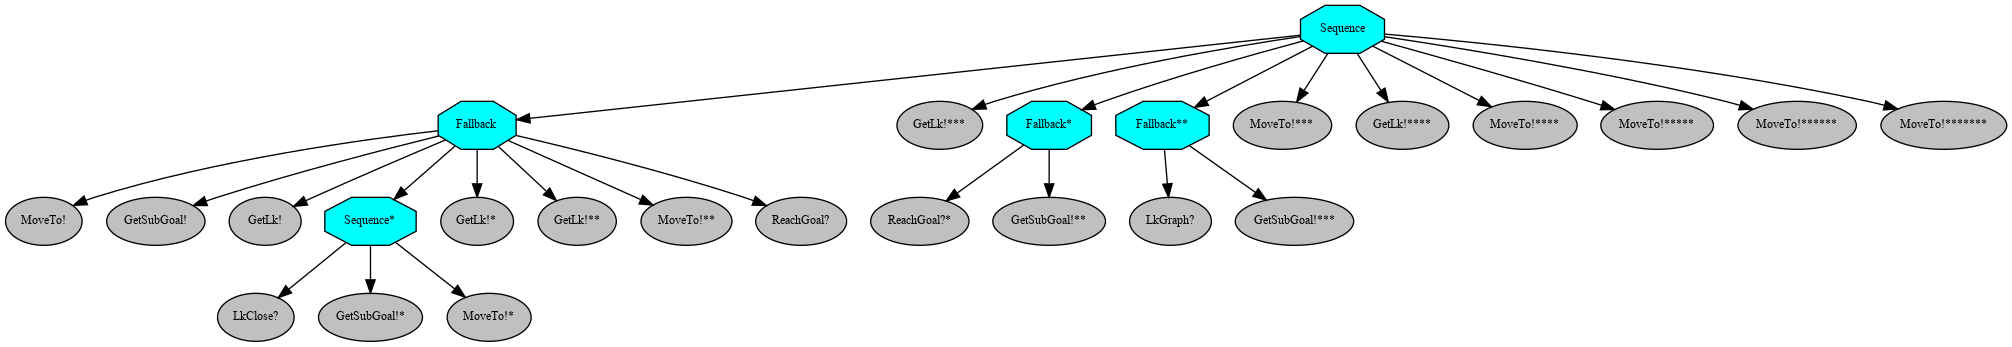 Sequence
Fallback
GetLk!***
Fallback*
Fallback**
MoveTo!***
GetLk!****
MoveTo!****
MoveTo!*****
MoveTo!******
MoveTo!*******
MoveTo!
GetSubGoal!
GetLk!
Sequence*
GetLk!*
GetLk!**
MoveTo!**
ReachGoal?
ReachGoal?*
GetSubGoal!**
LkGraph?
GetSubGoal!***
LkClose?
GetSubGoal!*
MoveTo!*